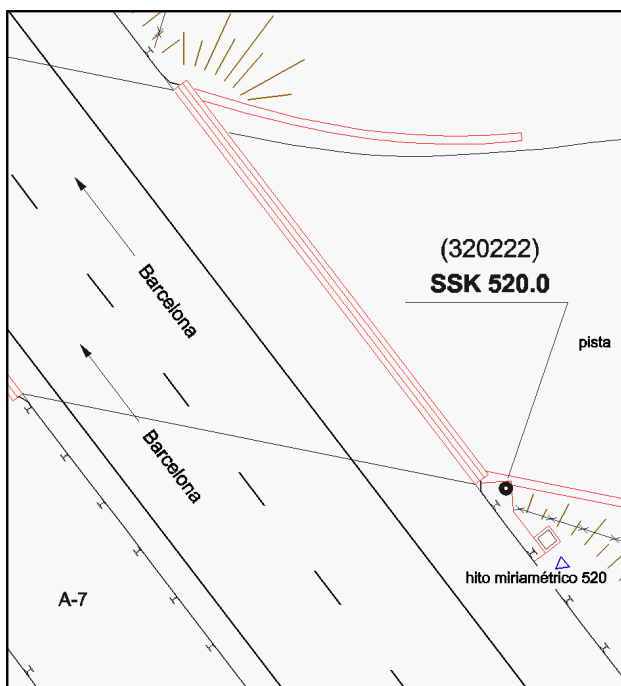 (320222)
SSK 520.0
pista
Barcelona
Barcelona
hito miriamétrico 520
A-7